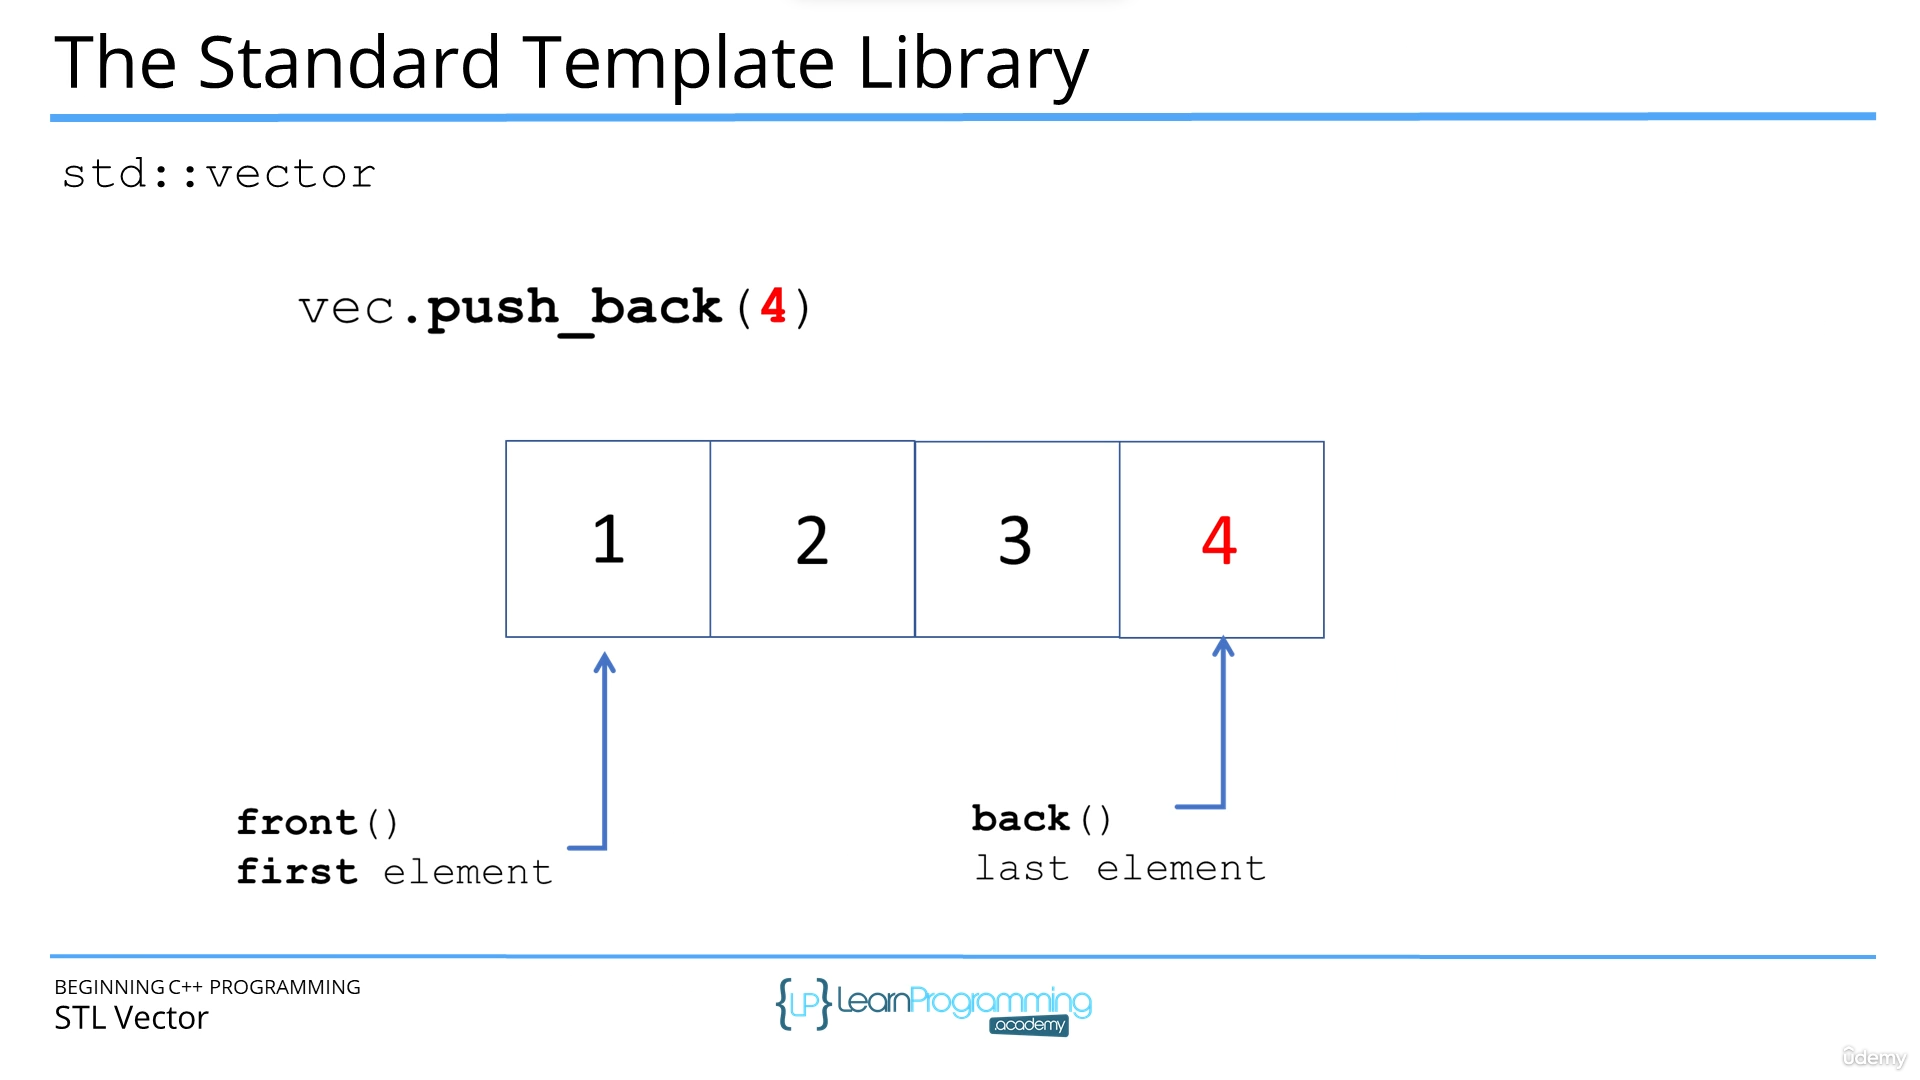 The Standard Template Library
std::vector
vec.push_back(4)
1 2 3 4
front()
first element
back()
last element
BEGINNING C++ PROGRAMMING
STL Vector
{LP} LearnProgramming
.academy
ûdemy